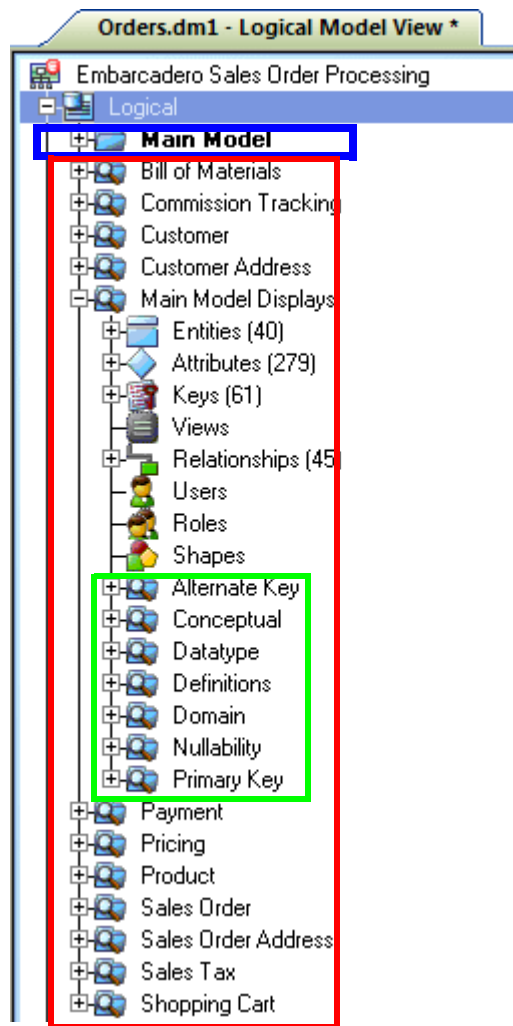 Orders.dm1 - Logical Model View *
Embarcadero Sales Order Processing
Logical
Main Model
Bill of Materials
Commission Tracking
Customer
Customer Address
Main Model Displays
Entities (40)
Attributes (279)
Keys (61)
Views
Relationships (45)
Users
Roles
Shapes
Alternate Key
Conceptual
Datatype
Definitions
Domain
Nullability
Primary Key
Payment
Pricing
Product
Sales Order
Sales Order Address
Sales Tax
Shopping Cart